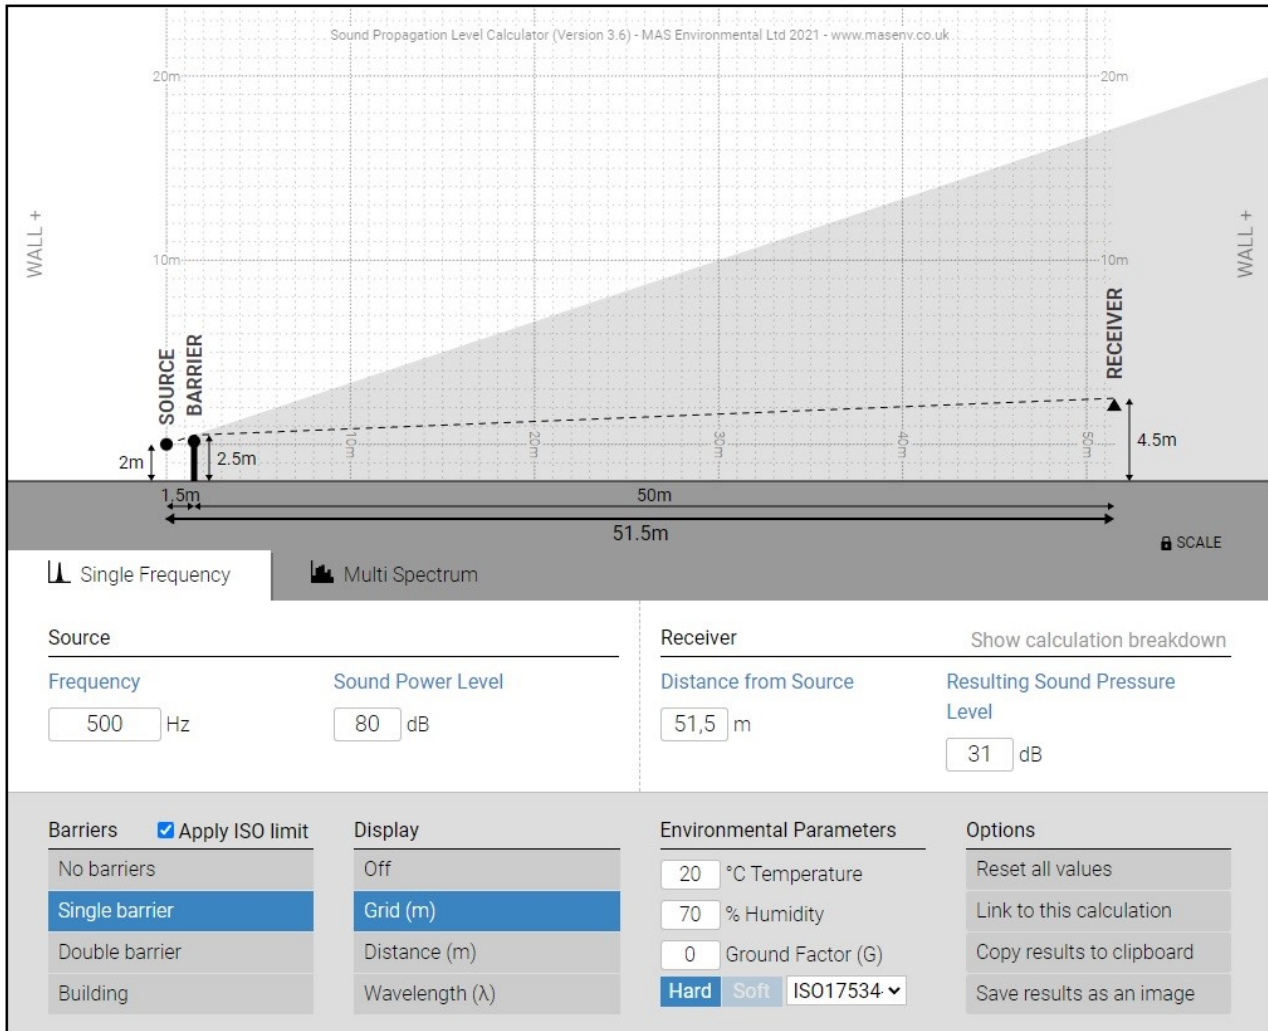 Sound Propagation Level Calculator (Version 3.6) - MAS Environmental Ltd 2021 - www.masenv.co.uk
20m 20m
WALL + WALL +
10m 10m
SOURCE
BARRIER
RECEIVER
10m 20m 30m 40m 50m
2m 2.5m 4.5m
1.5m 50m
51.5m
SCALE
Single Frequency Multi Spectrum
Source Receiver Show calculation breakdown
Frequency Sound Power Level Distance from Source Resulting Sound Pressure
Level
500 Hz 80 dB 51,5 m
31 dB
Barriers Apply ISO limit Display Environmental Parameters Options
No barriers Off 20 °C Temperature Reset all values
Single barrier Grid (m) 70 % Humidity Link to this calculation
Double barrier Distance (m) 0 Ground Factor (G) Copy results to clipboard
Building Wavelength (λ) Hard Soft ISO17534- Save results as an image